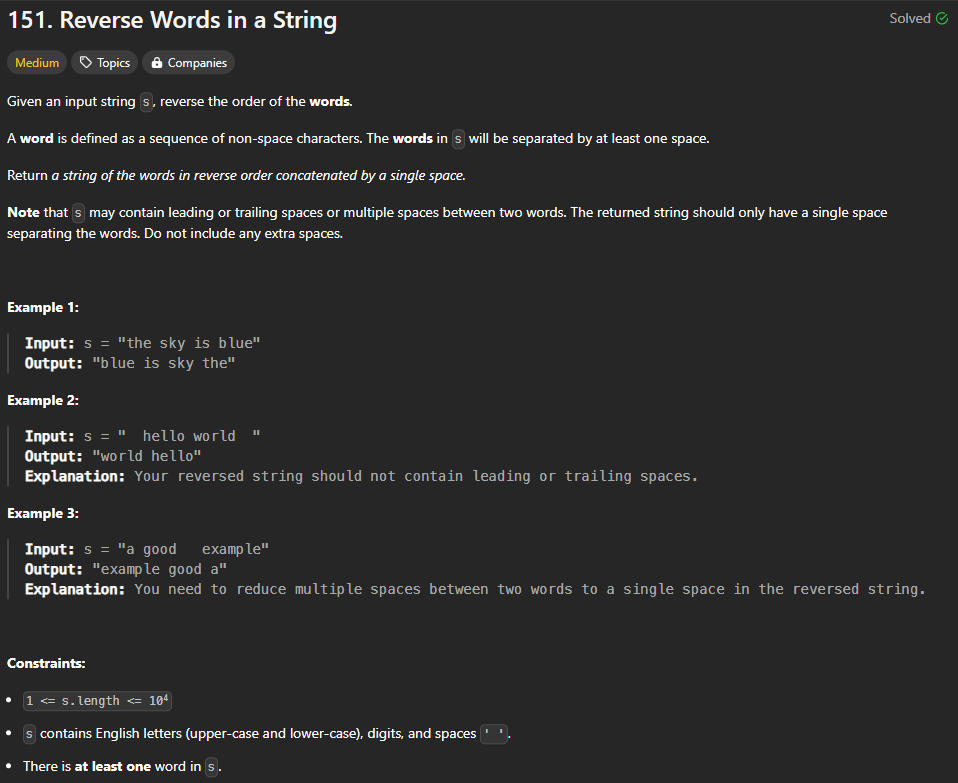 151. Reverse Words in a String
Solved
Medium Topics Companies
Given an input string s, reverse the order of the words.
A word is defined as a sequence of non-space characters. The words in s will be separated by at least one space.
Return a string of the words in reverse order concatenated by a single space.
Note that s may contain leading or trailing spaces or multiple spaces between two words. The returned string should only have a single space
separating the words. Do not include any extra spaces.
Example 1:
Input: s = "the sky is blue"
Output: "blue is sky the"
Example 2:
Input: s = "  hello world  "
Output: "world hello"
Explanation: Your reversed string should not contain leading or trailing spaces.
Example 3:
Input: s = "a good   example"
Output: "example good a"
Explanation: You need to reduce multiple spaces between two words to a single space in the reversed string.
Constraints:
• 1 <= s.length <= 10⁴
• s contains English letters (upper-case and lower-case), digits, and spaces ' '.
• There is at least one word in s.